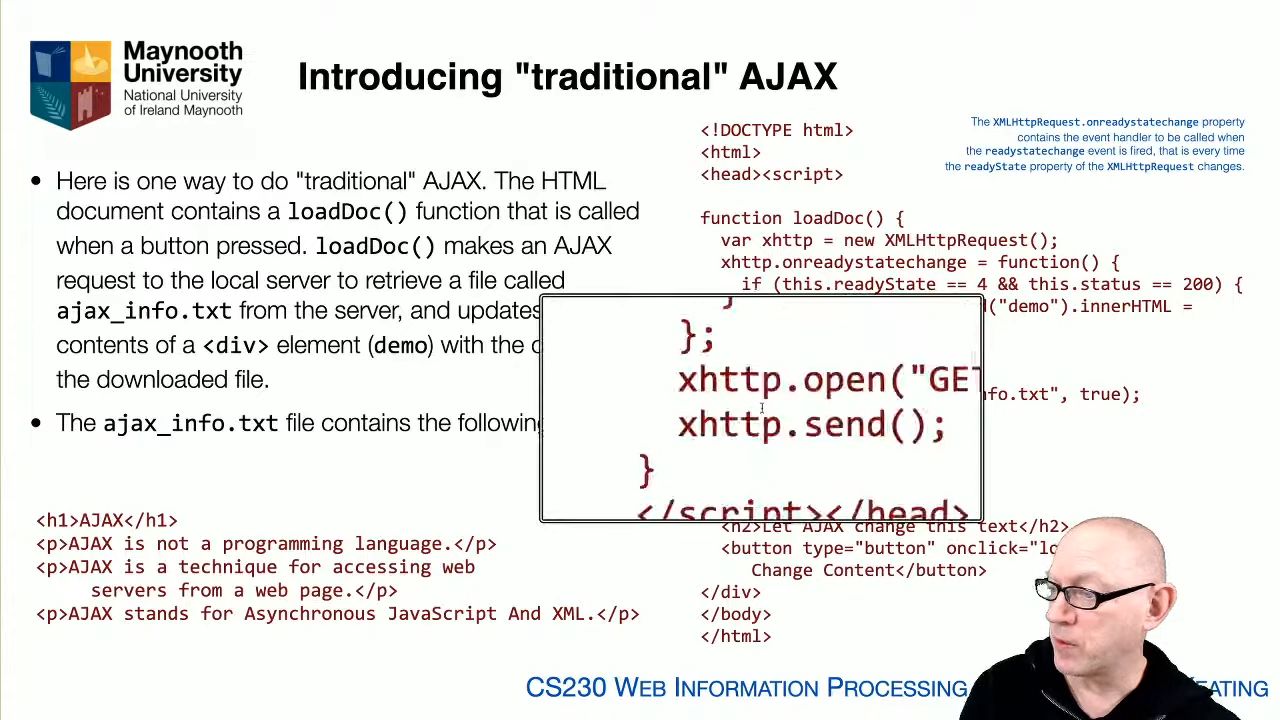 Maynooth
University
National University
of Ireland Maynooth
Introducing "traditional" AJAX
The XMLHttpRequest.onreadystatechange property
contains the event handler to be called when
the readystatechange event is fired, that is every time
the readyState property of the XMLHttpRequest changes.
• Here is one way to do "traditional" AJAX. The HTML
document contains a loadDoc() function that is called
when a button pressed. loadDoc() makes an AJAX
request to the local server to retrieve a file called
ajax_info.txt from the server, and updates
contents of a <div> element (demo) with the
the downloaded file.
• The ajax_info.txt file contains the following
<h1>AJAX</h1>
<p>AJAX is not a programming language.</p>
<p>AJAX is a technique for accessing web
servers from a web page.</p>
<p>AJAX stands for Asynchronous JavaScript And XML.</p>
<!DOCTYPE html>
<html>
<head><script>
function loadDoc() {
var xhttp = new XMLHttpRequest();
xhttp.onreadystatechange = function() {
if (this.readyState == 4 && this.status == 200) {
("demo").innerHTML =
nfo.txt", true);
}
};
xhttp.open("GET
xhttp.send();
}
</script></head>
<h2>Let AJAX change this text</h2>
<button type="button" onclick="lo
Change Content</button>
</div>
</body>
</html>
CS230 WEB INFORMATION PROCESSING
EATING